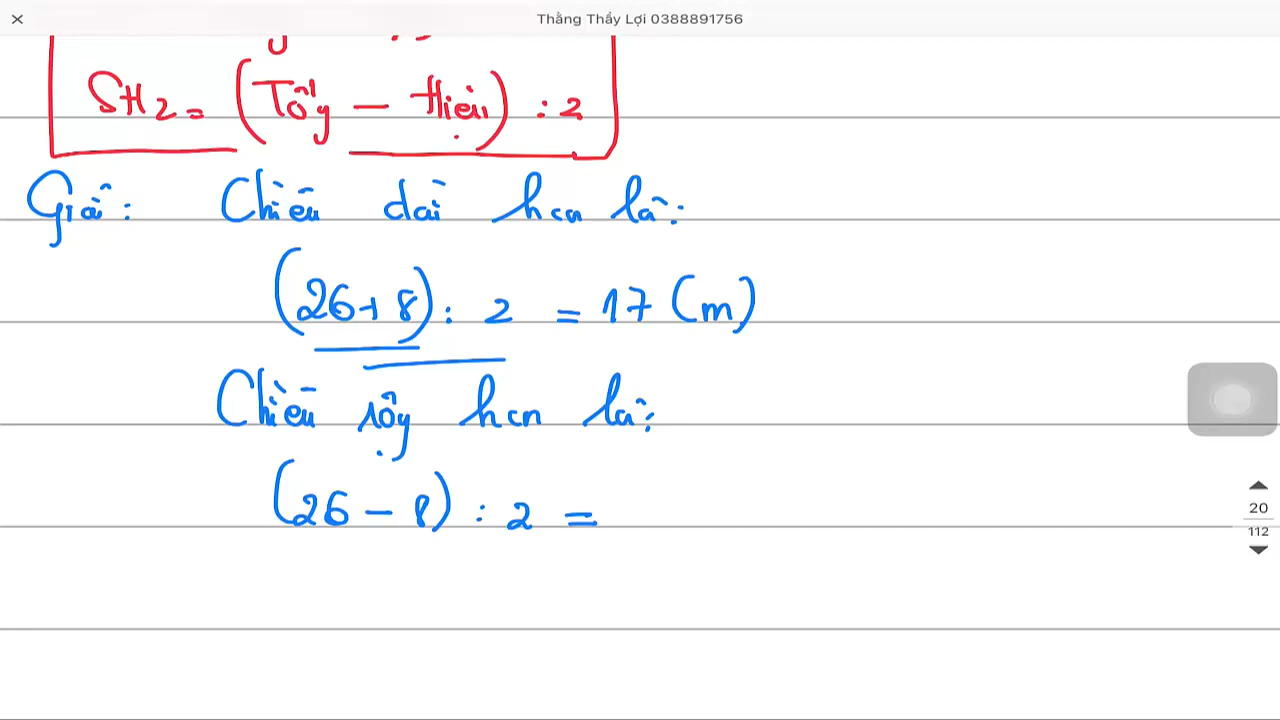 Thằng Thầy Lợi 0388891756
SH2 = (Tổng – Hiệu) : 2
Giải: Chiều dài hcn là:
(26+8) : 2 = 17 (m)
Chiều rộng hcn là:
(26 – 8) : 2 =
20
112